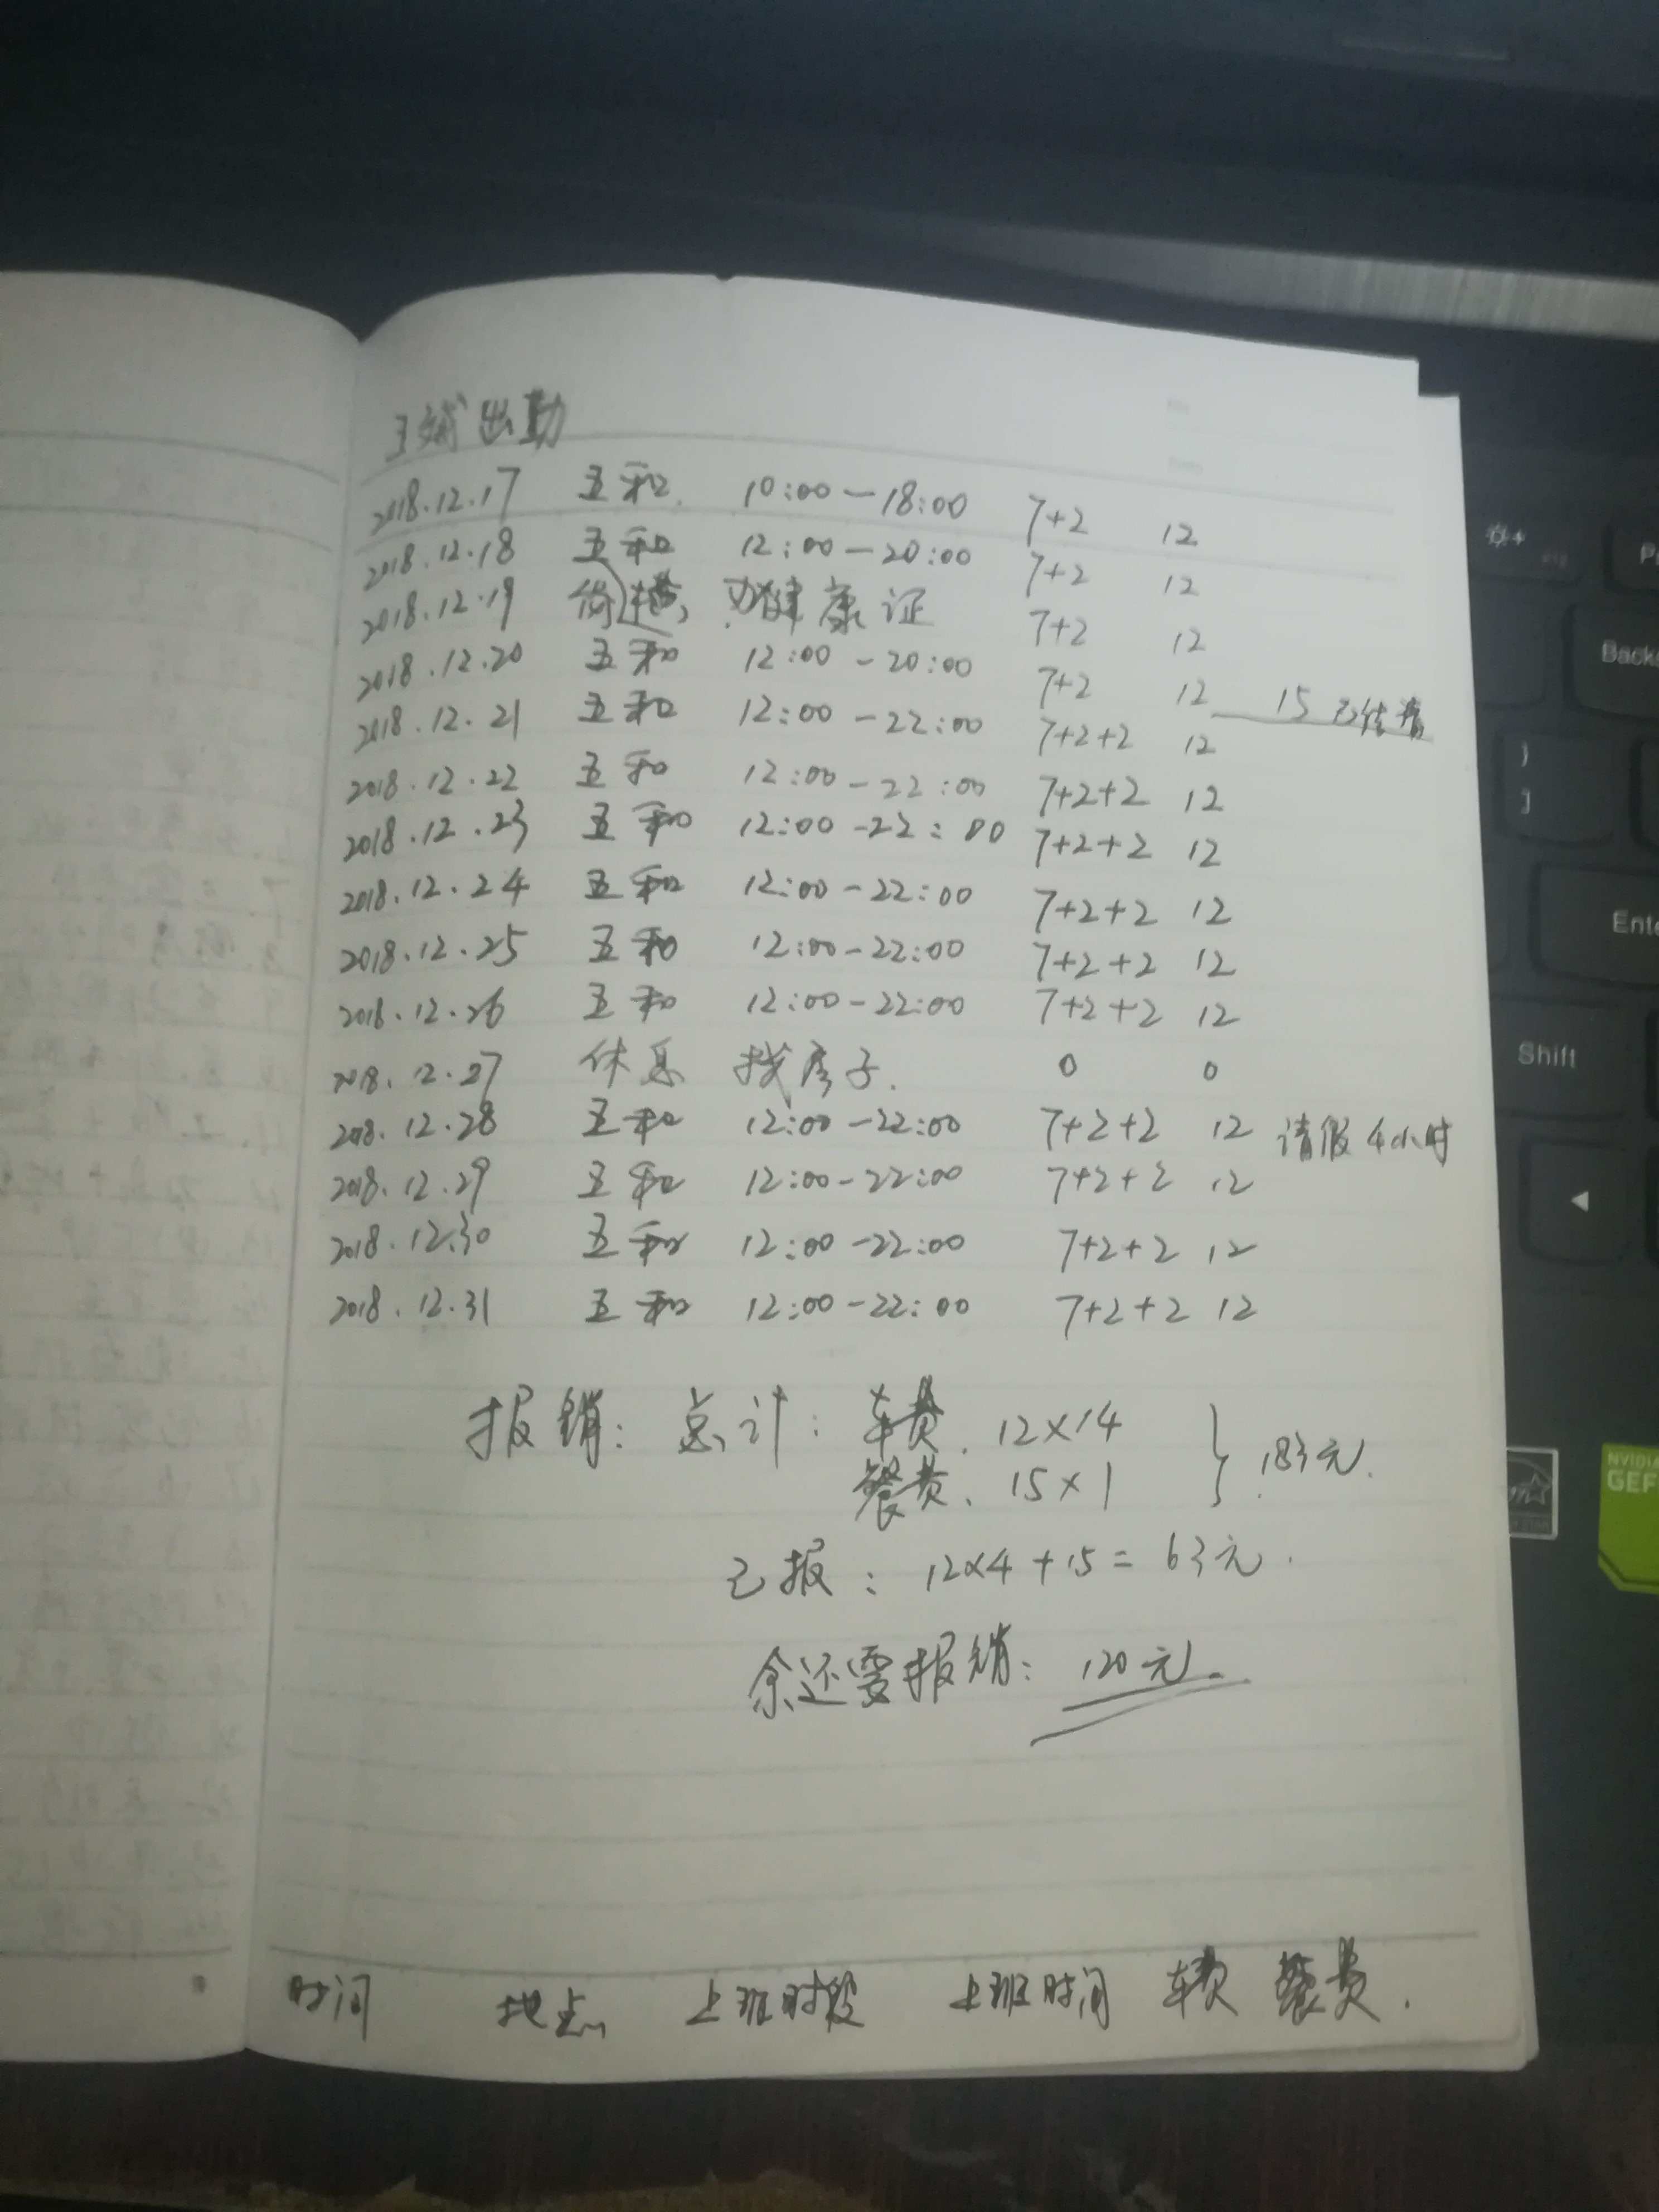 王斌出勤
2018.12.17 五和. 10:00—18:00 7+2 12
2018.12.18 五和 12:00—20:00 7+2 12
2018.12.19 办健康证 7+2 12
2018.12.20 五和 12:00—20:00 7+2 12 15 已结清
2018.12.21 五和 12:00—22:00 7+2+2 12
2018.12.22 五和 12:00—22:00 7+2+2 12
2018.12.23 五和 12:00-22:00 7+2+2 12
2018.12.24 五和 12:00-22:00 7+2+2 12
2018.12.25 五和 12:00-22:00 7+2+2 12
2018.12.26 五和 12:00-22:00 7+2+2 12
2018.12.27 休息 找房子. 0 0
2018.12.28 五和 12:00-22:00 7+2+2 12 请假4小时
2018.12.29 五和 12:00-22:00 7+2+2 12
2018.12.30 五和 12:00-22:00 7+2+2 12
2018.12.31 五和 12:00-22:00 7+2+2 12
报销: 总计: 车费. 12×14
餐费、15×1
} 183元.
已报: 12×4+15=63元.
余还要报销: 120元.
时间 地点 上班时段 上班时间 车费 餐费.
Back
Ente
Shift
NVIDIA
GEF